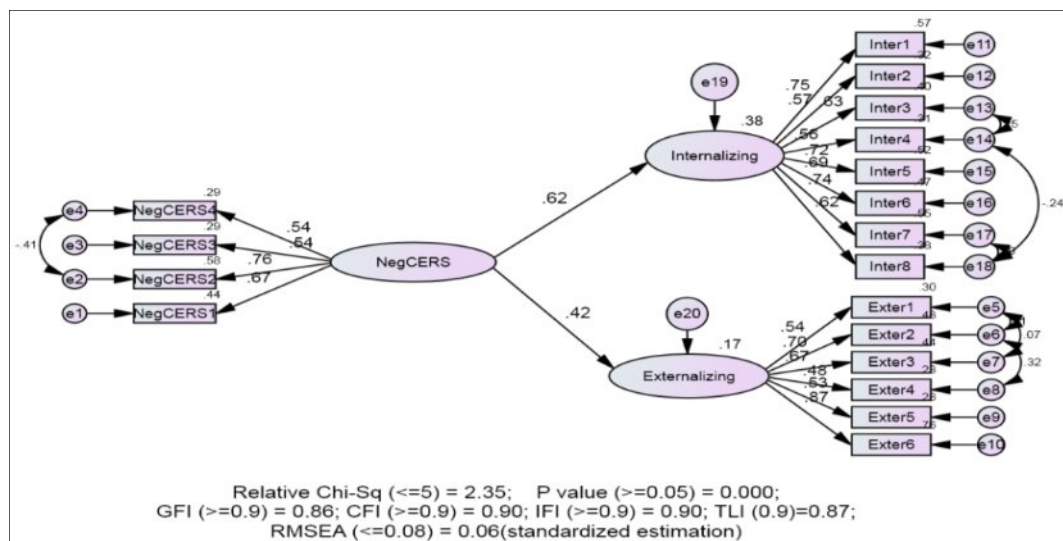 .57
Inter1
e11
.32
Inter2
e12
.40
Inter3
e13
.31
Inter4
e14
.52
Inter5
e15
.47
Inter6
e16
.55
Inter7
e17
.38
Inter8
e18
-.24
e19
.38
Internalizing
.75
.57
.63
.56
.72
.69
.74
.62
.62
.29
e4
NegCERS4
.54
.29
e3
NegCERS3
.54
-.41
.58
e2
NegCERS2
.76
.44
e1
NegCERS1
.67
NegCERS
.42
e20
.17
Externalizing
.54
.70
.67
.48
.53
.87
.30
Exter1
e5
.48
Exter2
e6
.07
.44
Exter3
e7
.32
Exter4
e8
Exter5
e9
Exter6
e10
Relative Chi-Sq (<=5) = 2.35; P value (>=0.05) = 0.000;
GFI (>=0.9) = 0.86; CFI (>=0.9) = 0.90; IFI (>=0.9) = 0.90; TLI (0.9)=0.87;
RMSEA (<=0.08) = 0.06(standardized estimation)